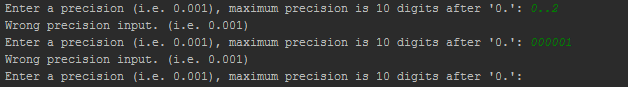 Enter a precision (i.e. 0.001), maximum precision is 10 digits after '0.': 0..2
Wrong precision input. (i.e. 0.001)
Enter a precision (i.e. 0.001), maximum precision is 10 digits after '0.': 000001
Wrong precision input. (i.e. 0.001)
Enter a precision (i.e. 0.001), maximum precision is 10 digits after '0.':